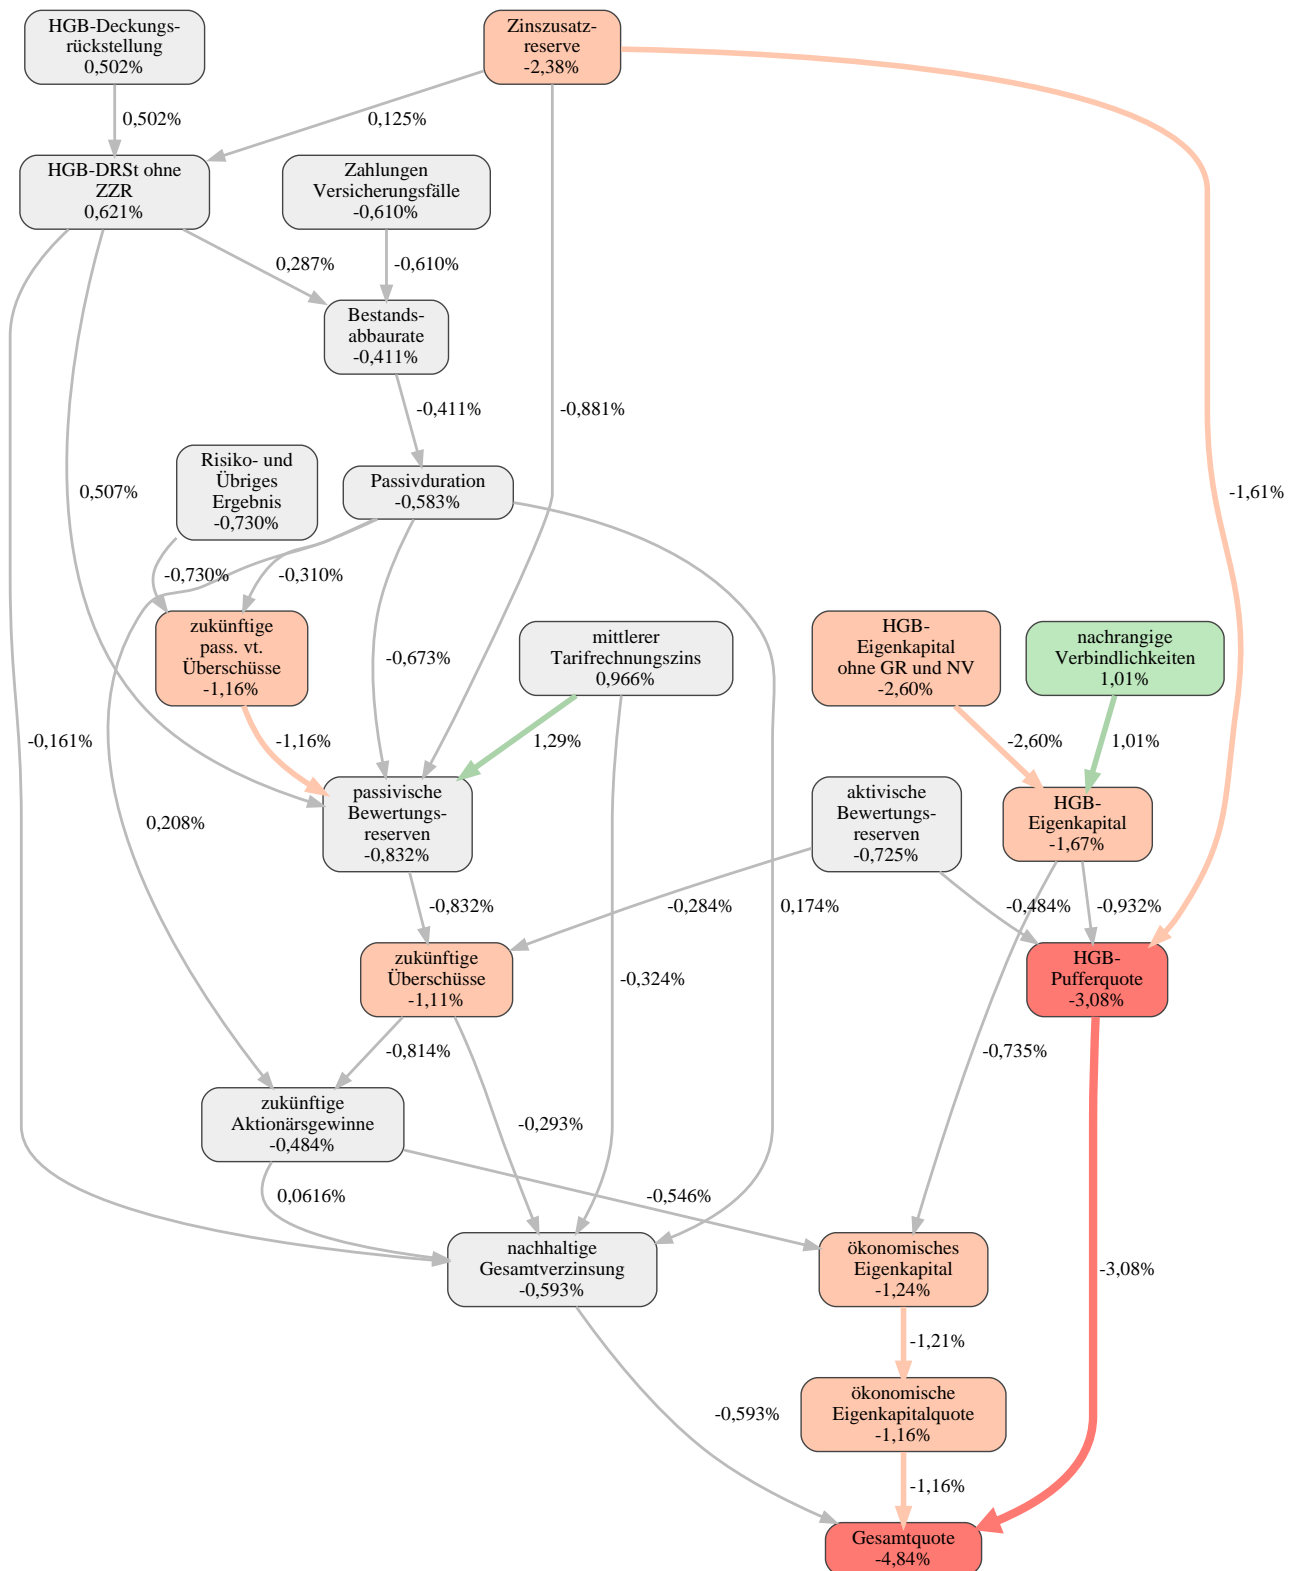 HGB-Deckungs-
rückstellung
0,502%
Zinszusatz-
reserve
-2,38%
0,502%
0,125%
HGB-DRSt ohne
ZZR
0,621%
Zahlungen
Versicherungsfälle
-0,610%
0,287%
-0,610%
Bestands-
abbaurate
-0,411%
-0,411%
-0,881%
Risiko- und
Übriges
Ergebnis
-0,730%
Passivduration
-0,583%
0,507%
-1,61%
-0,730%
-0,310%
zukünftige
pass. vt.
Überschüsse
-1,16%
-0,673%
mittlerer
Tarifrechnungszins
0,966%
HGB-
Eigenkapital
ohne GR und NV
-2,60%
nachrangige
Verbindlichkeiten
1,01%
-0,161%
-1,16%
1,29%
-2,60%
1,01%
0,208%
passivische
Bewertungs-
reserven
-0,832%
aktivische
Bewertungs-
reserven
-0,725%
HGB-
Eigenkapital
-1,67%
-0,832%
-0,284%
0,174%
-0,484%
-0,932%
zukünftige
Überschüsse
-1,11%
-0,324%
HGB-
Pufferquote
-3,08%
-0,814%
-0,735%
zukünftige
Aktionärsgewinne
-0,484%
-0,293%
0,0616%
-0,546%
nachhaltige
Gesamtverzinsung
-0,593%
ökonomisches
Eigenkapital
-1,24%
-3,08%
-1,21%
ökonomische
Eigenkapitalquote
-1,16%
-0,593%
-1,16%
Gesamtquote
-4,84%